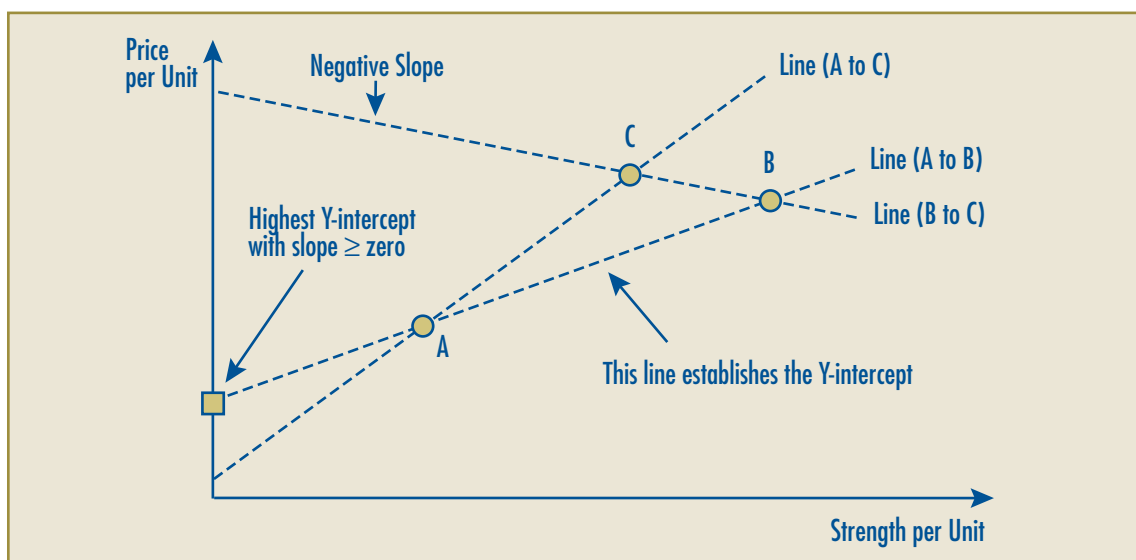 Price
per Unit
Negative Slope
Line (A to C)
C
B
Line (A to B)
Line (B to C)
Highest Y-intercept
with slope ≥ zero
A
This line establishes the Y-intercept
Strength per Unit